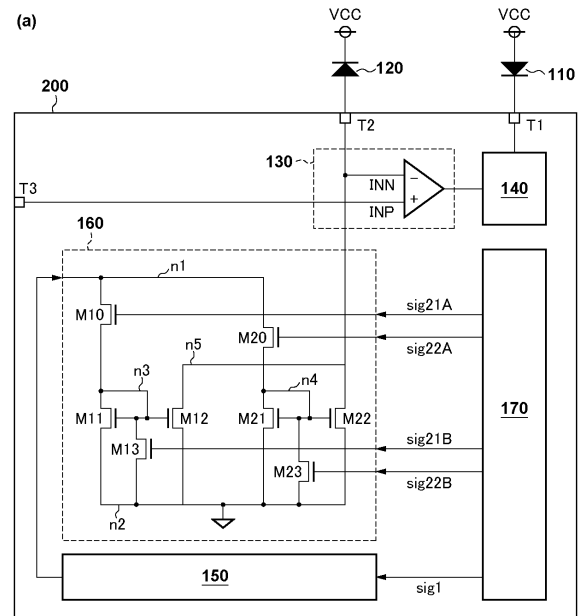 (a)
VCC
VCC
120
110
200
T2
T1
130
T3
INN
−
INP
+
140
160
n1
M10
sig21A
M20
n5
sig22A
n3
n4
M11
M12
M21
M22
170
M13
sig21B
M23
sig22B
n2
150
sig1